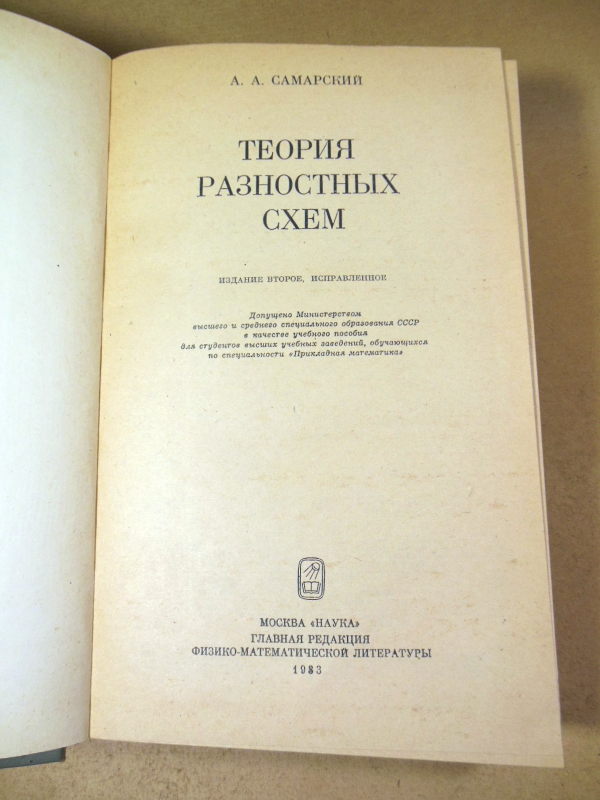 А. А. САМАРСКИЙ
ТЕОРИЯ
РАЗНОСТНЫХ
СХЕМ
ИЗДАНИЕ ВТОРОЕ, ИСПРАВЛЕННОЕ
Допущено Министерством
высшего и среднего специального образования СССР
в качестве учебного пособия
для студентов высших учебных заведений, обучающихся
по специальности «Прикладная математика»
МОСКВА «НАУКА»
ГЛАВНАЯ РЕДАКЦИЯ
ФИЗИКО-МАТЕМАТИЧЕСКОЙ ЛИТЕРАТУРЫ
1983